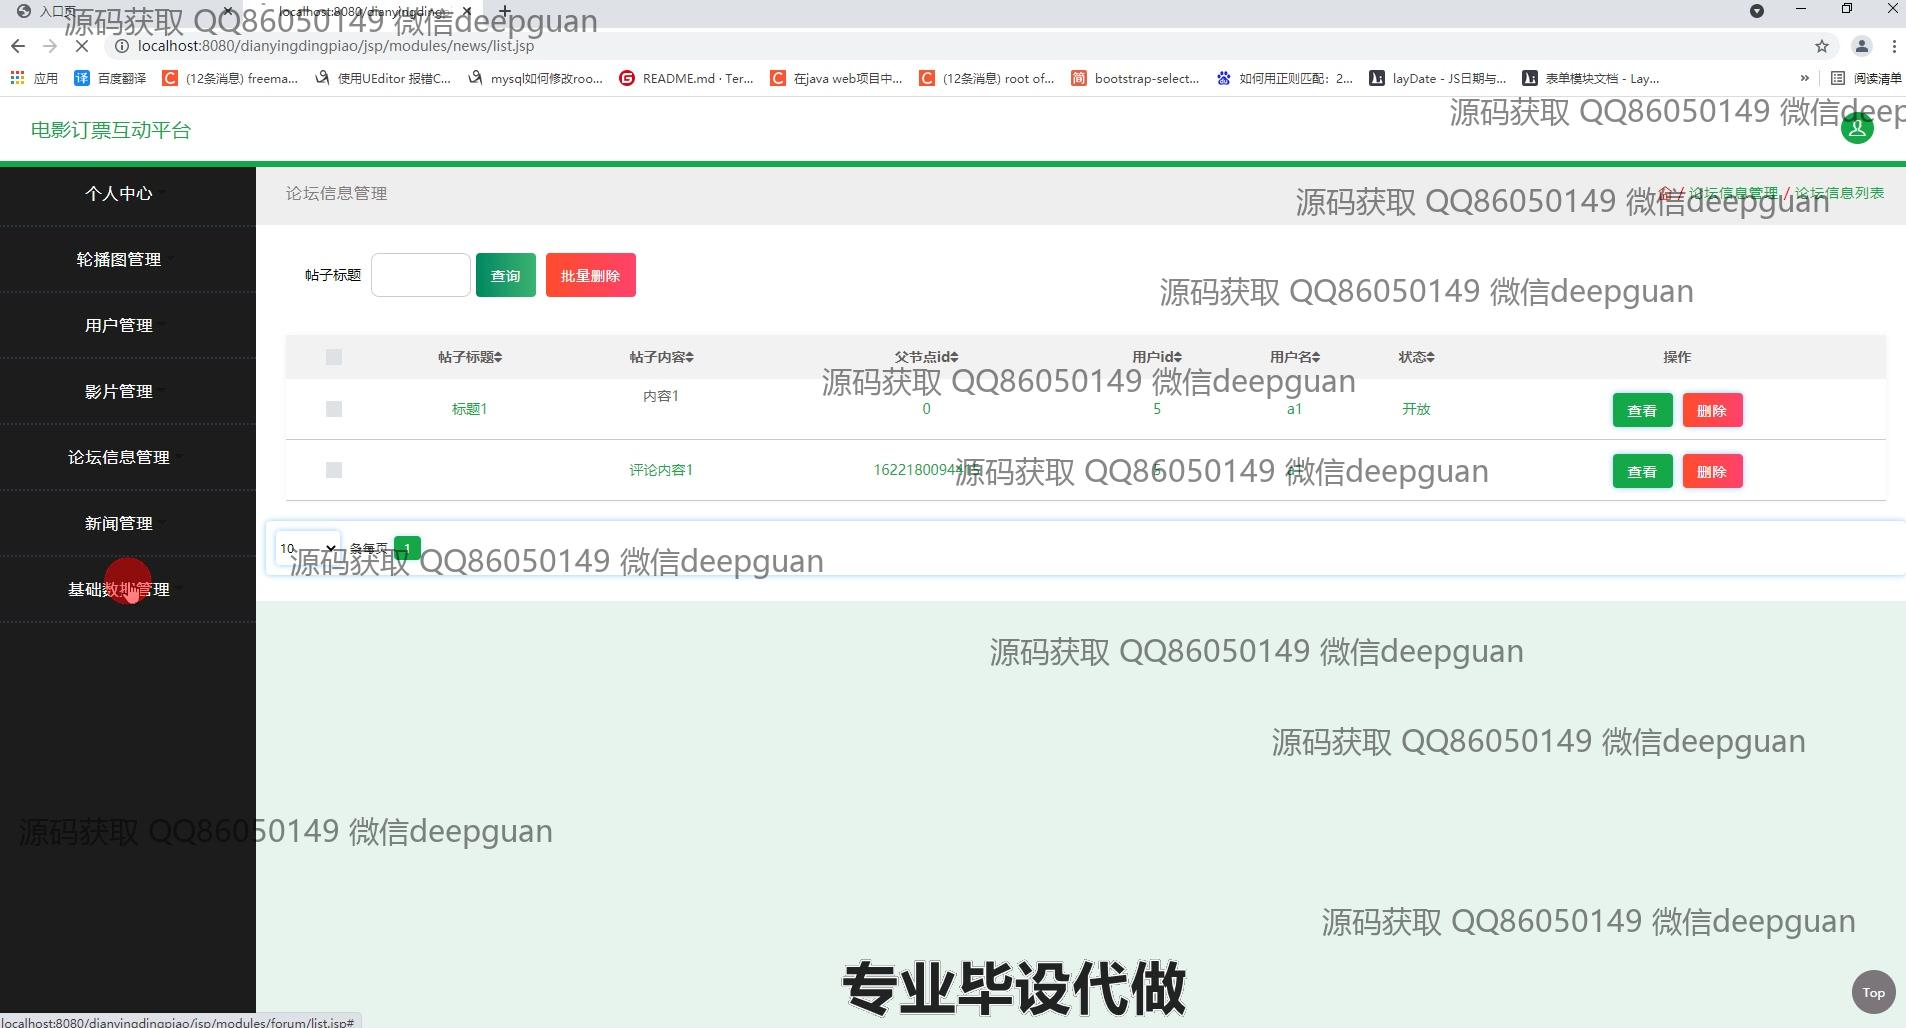 入口页
localhost:8080/dianyingding
源码获取 QQ86050149 微信deepguan
localhost:8080/dianyingdingpiao/jsp/modules/news/list.jsp
应用 百度翻译 (12条消息) freema... 使用UEditor 报错C... mysql如何修改roo... README.md · Ter... 在java web项目中... (12条消息) root of... bootstrap-select... 如何用正则匹配：2... layDate - JS日期与... 表单模块文档 - Lay... » 阅读清单
源码获取 QQ86050149 微信deep
电影订票互动平台
个人中心
轮播图管理
用户管理
影片管理
论坛信息管理
新闻管理
基础数据管理
论坛信息管理
/ 论坛信息管理 / 论坛信息列表
源码获取 QQ86050149 微信deepguan
帖子标题 查询 批量删除
源码获取 QQ86050149 微信deepguan
帖子标题 帖子内容 父节点id 用户id 用户名 状态 操作
源码获取 QQ86050149 微信deepguan
标题1 内容1 0 5 a1 开放 查看 删除
评论内容1 查看 删除
源码获取 QQ86050149 微信deepguan
10 条每页 1
源码获取 QQ86050149 微信deepguan
源码获取 QQ86050149 微信deepguan
源码获取 QQ86050149 微信deepguan
源码获取 QQ86050149 微信deepguan
源码获取 QQ86050149 微信deepguan
专业毕设代做
Top
localhost:8080/dianyingdingpiao/jsp/modules/forum/list.jsp#